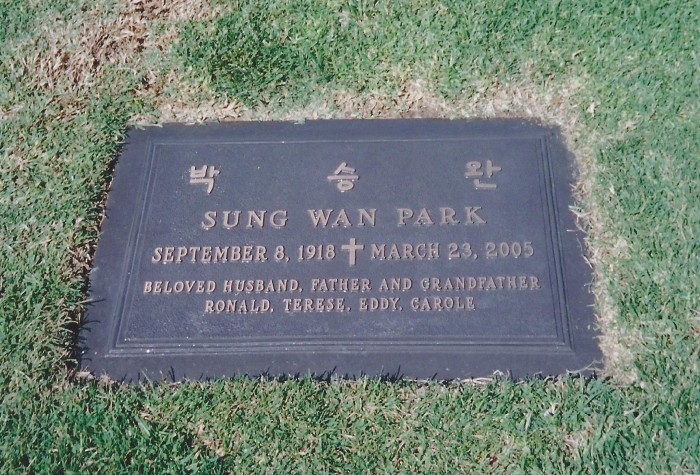 박 승 완
SUNG WAN PARK
SEPTEMBER 8, 1918 ✝ MARCH 23, 2005
BELOVED HUSBAND, FATHER AND GRANDFATHER
RONALD, TERESE, EDDY, CAROLE